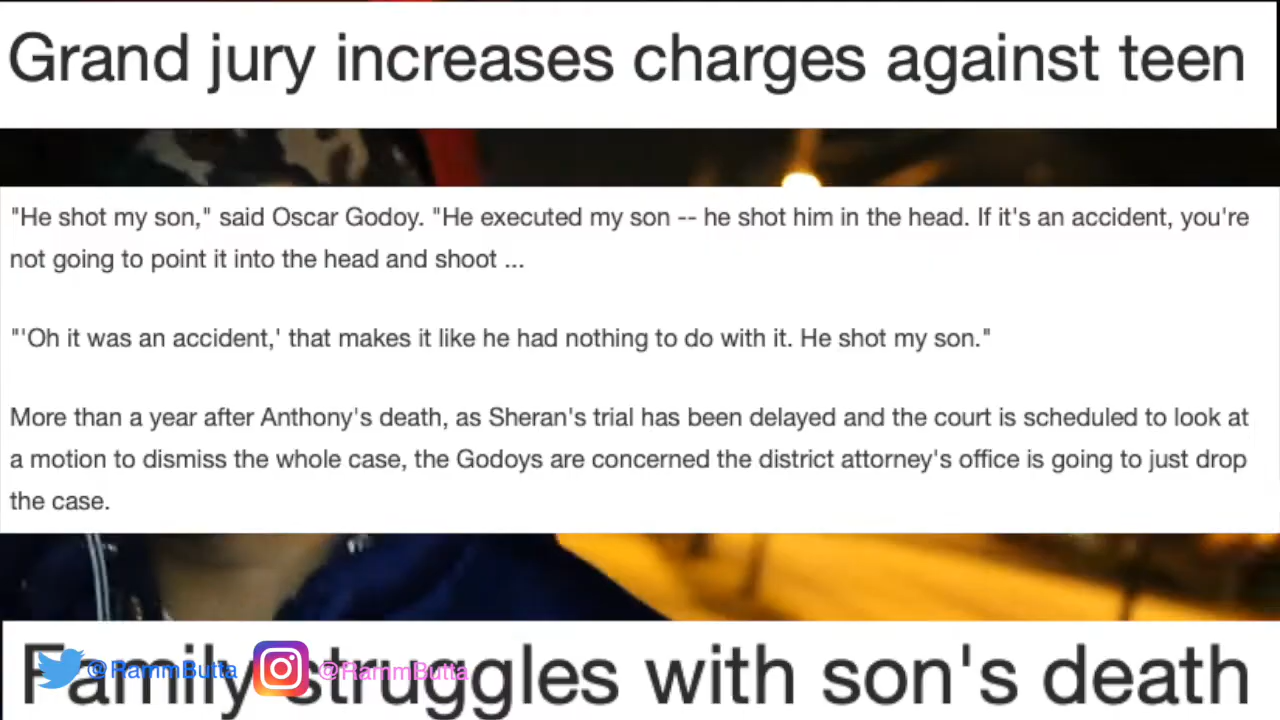 Grand jury increases charges against teen
"He shot my son," said Oscar Godoy. "He executed my son -- he shot him in the head. If it's an accident, you're
not going to point it into the head and shoot ...
"'Oh it was an accident,' that makes it like he had nothing to do with it. He shot my son."
More than a year after Anthony's death, as Sheran's trial has been delayed and the court is scheduled to look at
a motion to dismiss the whole case, the Godoys are concerned the district attorney's office is going to just drop
the case.
Family struggles with son's death
@RammButta @RammButta